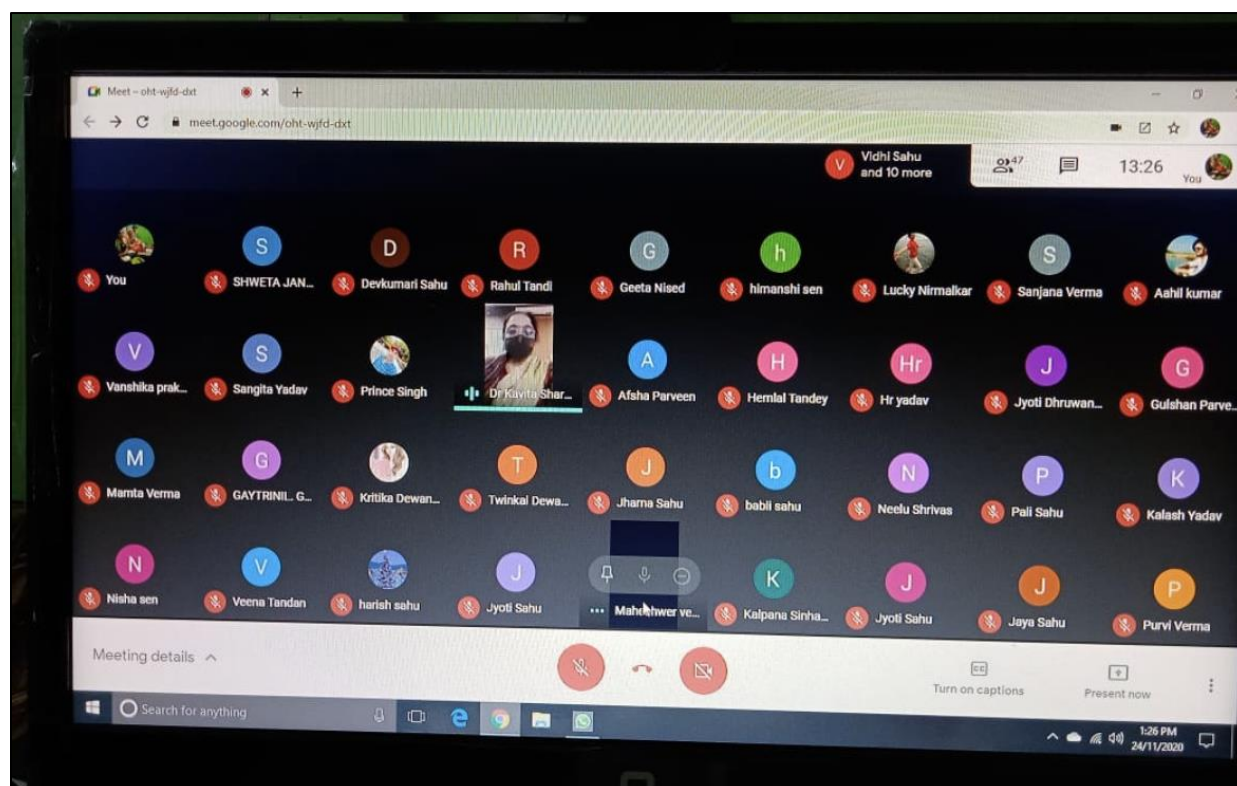 Meet – oht-wjfd-dxt
meet.google.com/oht-wjfd-dxt
V
Vidhi Sahu
and 10 more
47
13:26
You
S D R G h S
You SHWETA JAN... Devkumari Sahu Rahul Tandi Geeta Nised himanshi sen Lucky Nirmalkar Sanjana Verma Aahil kumar
V S A H Hr J G
Vanshika prak... Sangita Yadav Prince Singh Dr Kavita Shar... Afsha Parveen Hemlal Tandey Hr yadav Jyoti Dhruwan... Gulshan Parve...
M G T J b N P K
Mamta Verma GAYTRINIL G... Kritika Dewan... Twinkal Dewa... Jharna Sahu babli sahu Neelu Shrivas Pali Sahu Kalash Yadav
N V J K J J P
Nisha sen Veena Tandan harish sahu Jyoti Sahu Maheshwer ve... Kalpana Sinha... Jyoti Sahu Jaya Sahu Purvi Verma
Meeting details
CC
Turn on captions
Present now
Search for anything
1:26 PM
24/11/2020